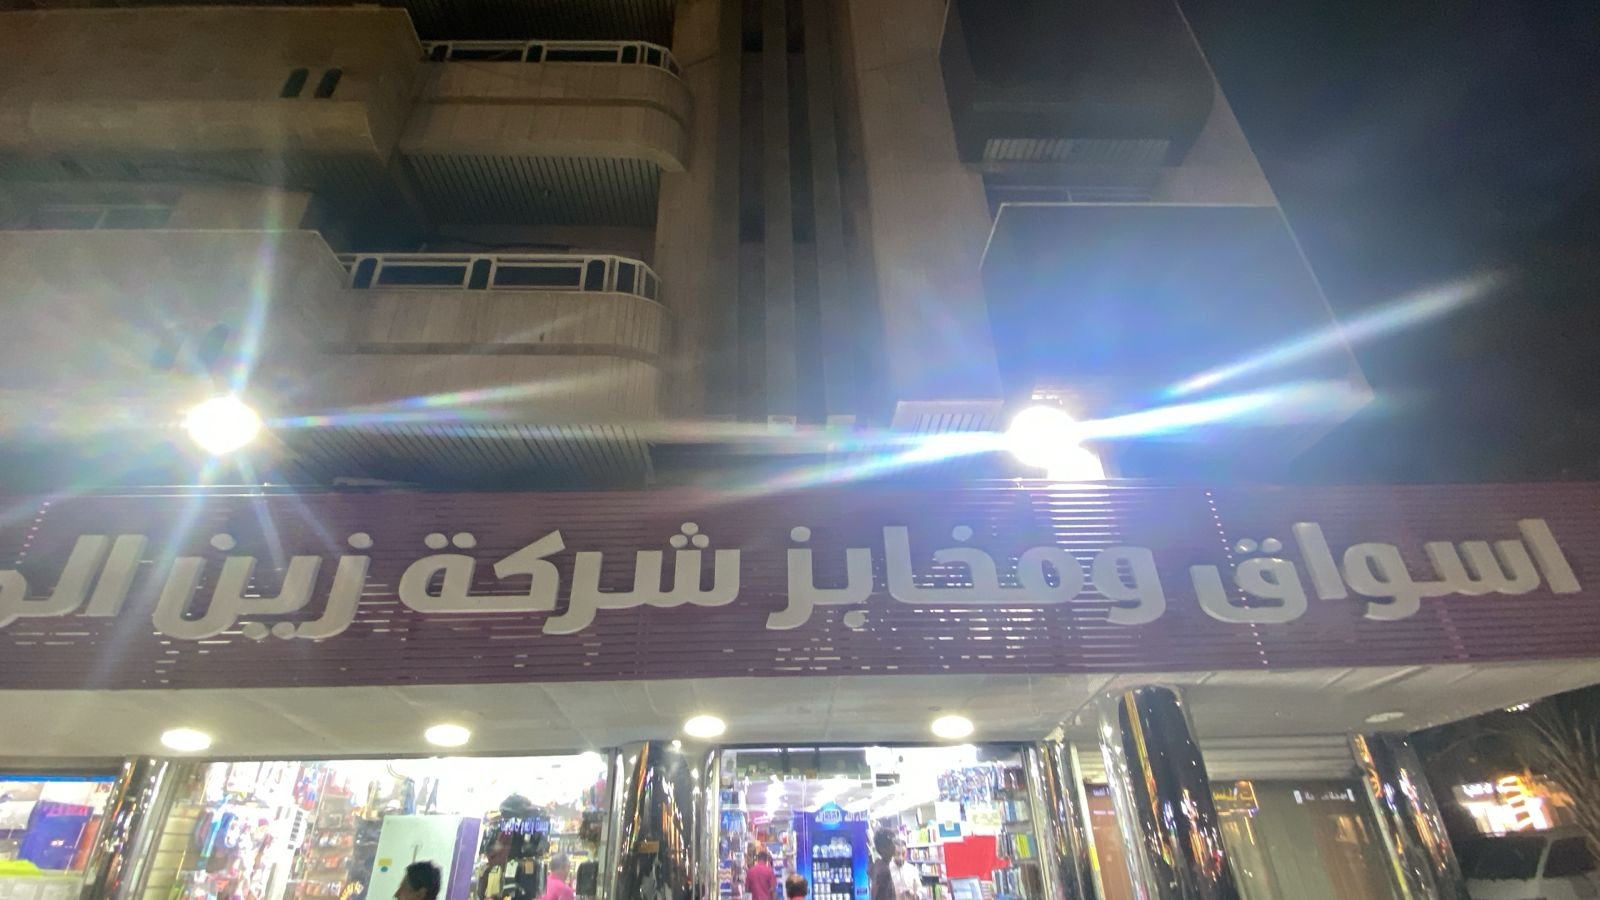 اسواق ومخابز شركة زين